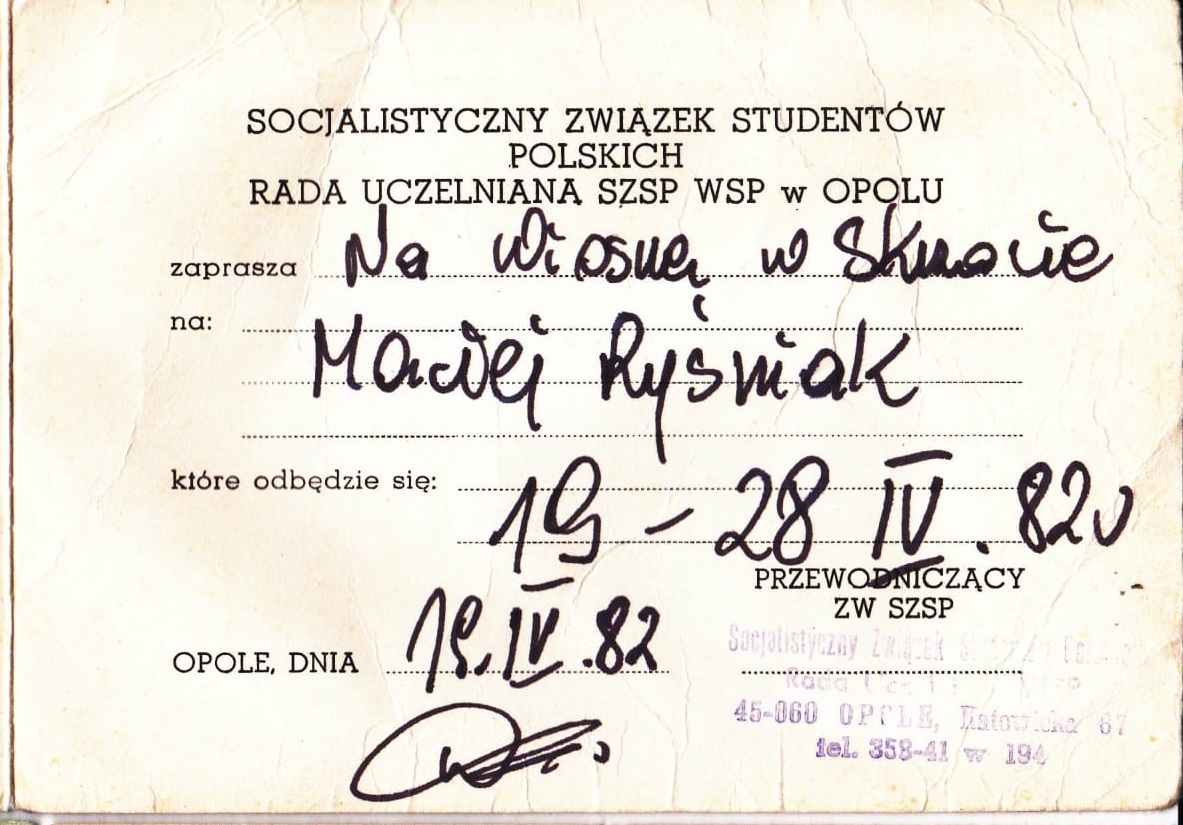 SOCJALISTYCZNY ZWIĄZEK STUDENTÓW
POLSKICH
RADA UCZELNIANA SZSP WSP w OPOLU
zaprasza Na Wiosnę w
na:
Maciej Ryśniak
które odbędzie się:
19 - 28 IV. 82
PRZEWODNICZĄCY
ZW SZSP
OPOLE, DNIA 19.IV.82
Socjalistyczny Związek
Rada
45-060 OPOLE, Katowicka 87
tel. 358-41 w 194